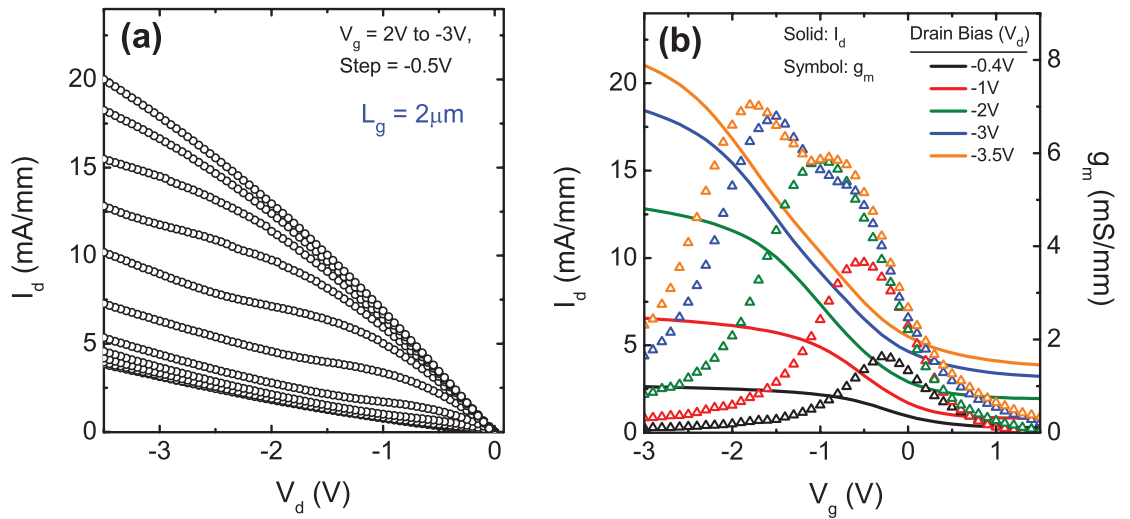 (a)
V_g = 2V to -3V,
Step = -0.5V
L_g = 2μm
20
15
10
5
0
I_d (mA/mm)
-3
-2
-1
0
V_d (V)
(b)
Solid: I_d
Symbol: g_m
Drain Bias (V_d)
-0.4V
-1V
-2V
-3V
-3.5V
20
15
10
5
0
I_d (mA/mm)
8
6
4
2
0
g_m (mS/mm)
-3
-2
-1
0
1
V_g (V)